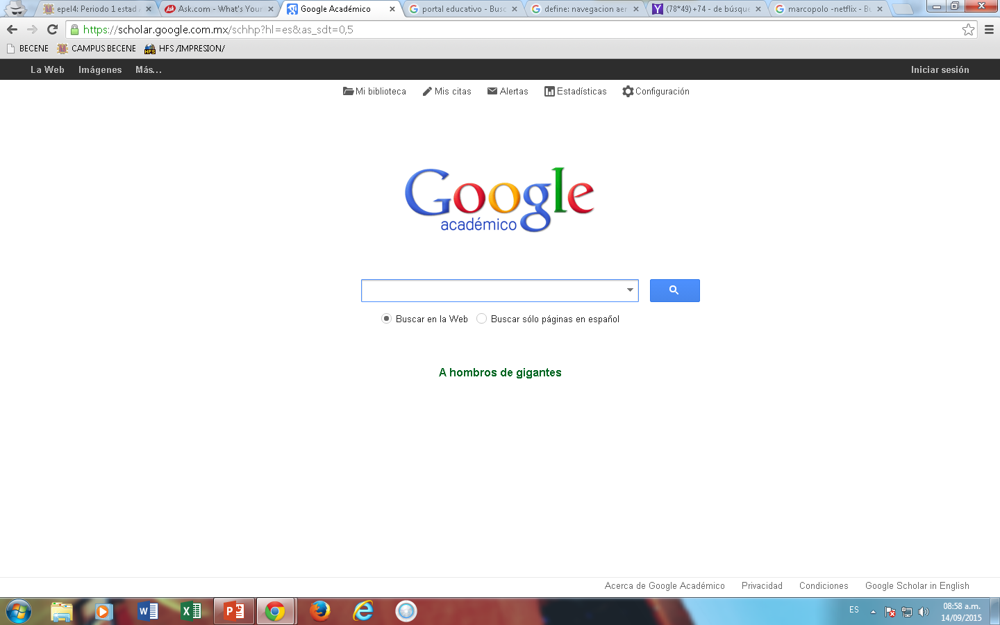 epel4: Periodo 1 estad
Ask.com - What's Your
Google Académico
portal educativo - Busc
define: navegacion aer
(78*49)+74 - de búsque
marcopolo -netflix - Bu
https://scholar.google.com.mx/schhp?hl=es&as_sdt=0,5
BECENE
CAMPUS BECENE
HFS /IMPRESION/
La Web
Imágenes
Más...
Iniciar sesión
Mi biblioteca
Mis citas
Alertas
Estadísticas
Configuración
Google
académico
Buscar en la Web
Buscar sólo páginas en español
A hombros de gigantes
Acerca de Google Académico
Privacidad
Condiciones
Google Scholar in English
ES
08:58 a.m.
14/09/2015